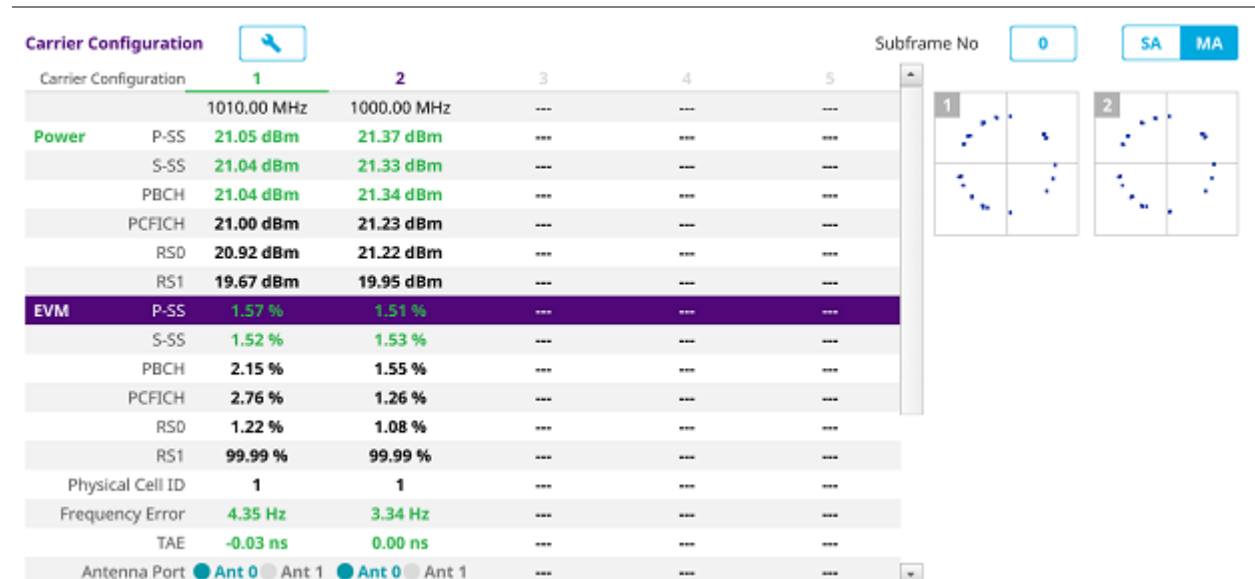 Carrier Configuration Subframe No 0 SA MA
Carrier Configuration 1 2 3 4 5
1010.00 MHz 1000.00 MHz --- --- --- 1 2
Power P-SS 21.05 dBm 21.37 dBm --- --- ---
S-SS 21.04 dBm 21.33 dBm --- --- ---
PBCH 21.04 dBm 21.34 dBm --- --- ---
PCFICH 21.00 dBm 21.23 dBm --- --- ---
RS0 20.92 dBm 21.22 dBm --- --- ---
RS1 19.67 dBm 19.95 dBm --- --- ---
EVM P-SS 1.57 % 1.51 % --- --- ---
S-SS 1.52 % 1.53 % --- --- ---
PBCH 2.15 % 1.55 % --- --- ---
PCFICH 2.76 % 1.26 % --- --- ---
RS0 1.22 % 1.08 % --- --- ---
RS1 99.99 % 99.99 % --- --- ---
Physical Cell ID 1 1 --- --- ---
Frequency Error 4.35 Hz 3.34 Hz --- --- ---
TAE -0.03 ns 0.00 ns --- --- ---
Antenna Port Ant 0 Ant 1 Ant 0 Ant 1 --- --- ---